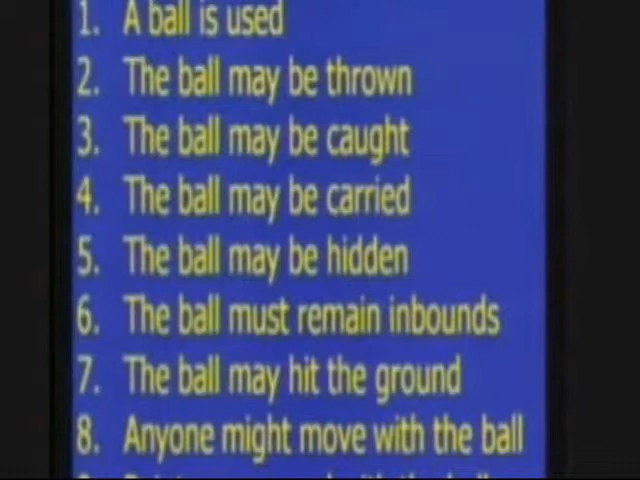 1. A ball is used
2. The ball may be thrown
3. The ball may be caught
4. The ball may be carried
5. The ball may be hidden
6. The ball must remain inbounds
7. The ball may hit the ground
8. Anyone might move with the ball